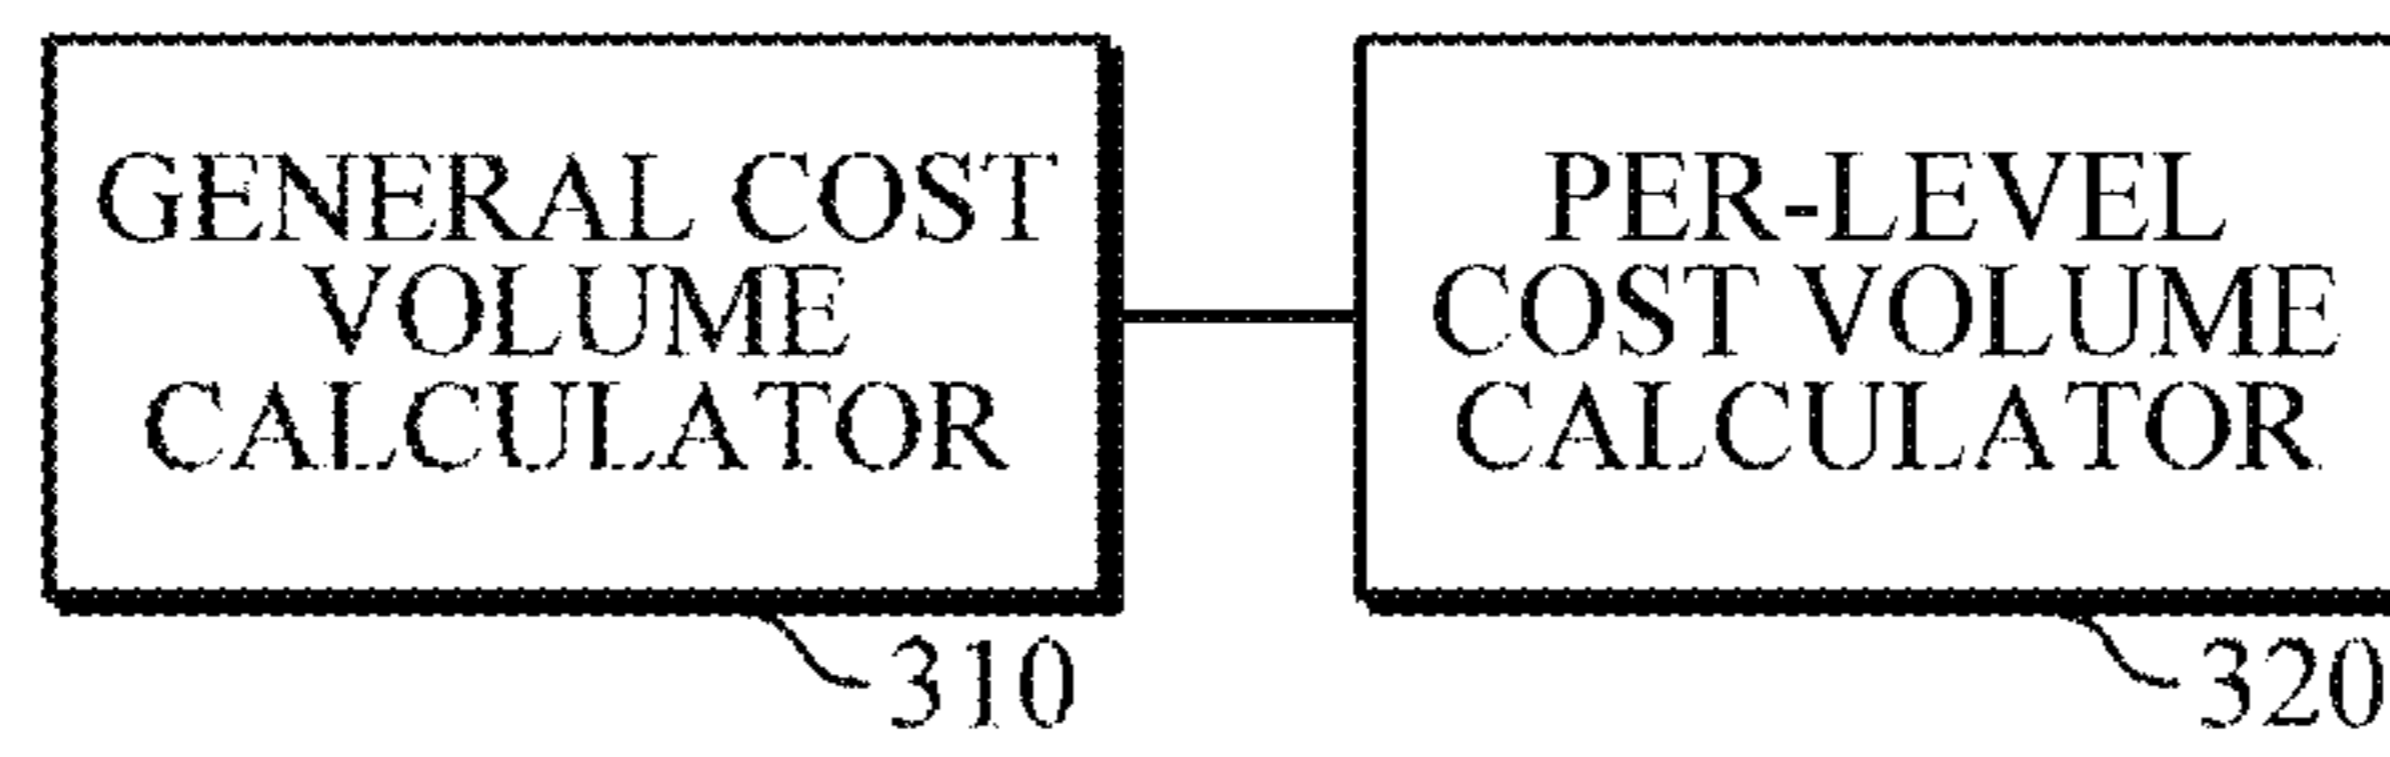 GENERAL COST
VOLUME
CALCULATOR
310
PER-LEVEL
COST VOLUME
CALCULATOR
320